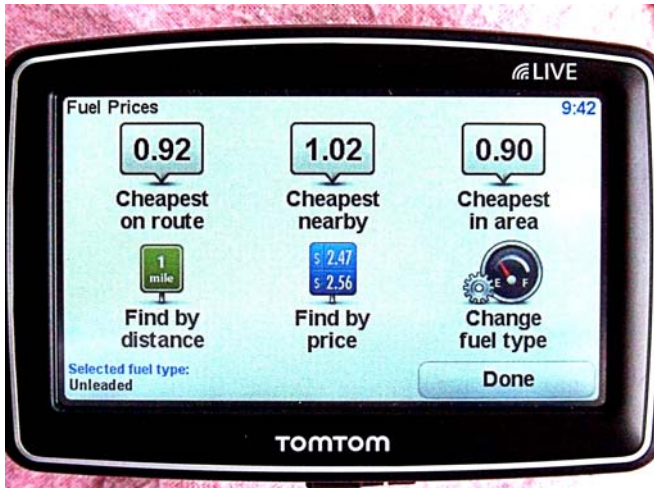 LIVE
Fuel Prices
9:42
0.92
1.02
0.90
Cheapest
on route
Cheapest
nearby
Cheapest
in area
1
mile
$ 2.47
$ 2.56
E F
Find by
distance
Find by
price
Change
fuel type
Selected fuel type:
Unleaded
Done
TOMTOM